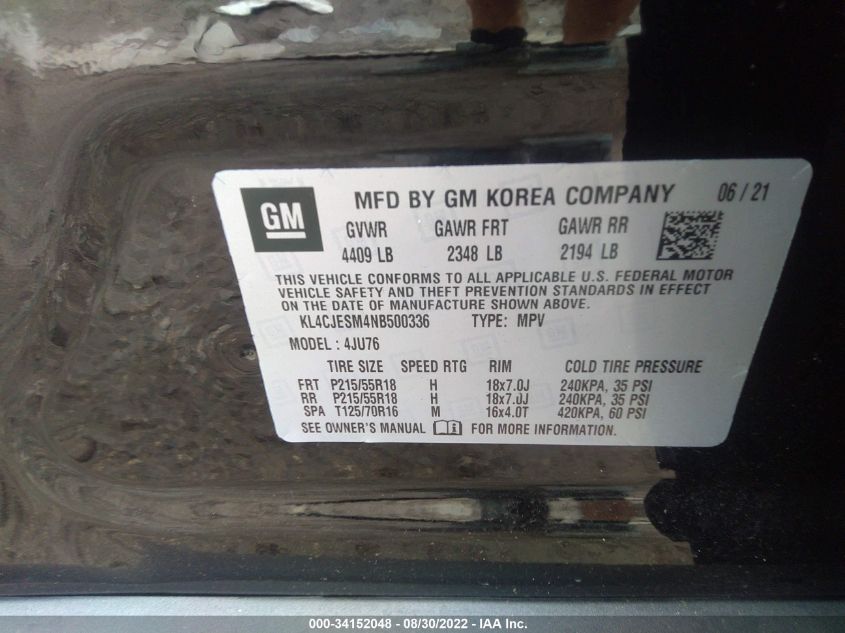 GM
MFD BY GM KOREA COMPANY 06 / 21
GVWR GAWR FRT GAWR RR
4409 LB 2348 LB 2194 LB
THIS VEHICLE CONFORMS TO ALL APPLICABLE U.S. FEDERAL MOTOR
VEHICLE SAFETY AND THEFT PREVENTION STANDARDS IN EFFECT
ON THE DATE OF MANUFACTURE SHOWN ABOVE.
KL4CJESM4NB500336 TYPE: MPV
MODEL : 4JU76
TIRE SIZE SPEED RTG RIM COLD TIRE PRESSURE
FRT P215/55R18 H 18x7.0J 240KPA, 35 PSI
RR P215/55R18 H 18x7.0J 240KPA, 35 PSI
SPA T125/70R16 M 16x4.0T 420KPA, 60 PSI
SEE OWNER'S MANUAL FOR MORE INFORMATION.
000-34152048 - 08/30/2022 - IAA Inc.